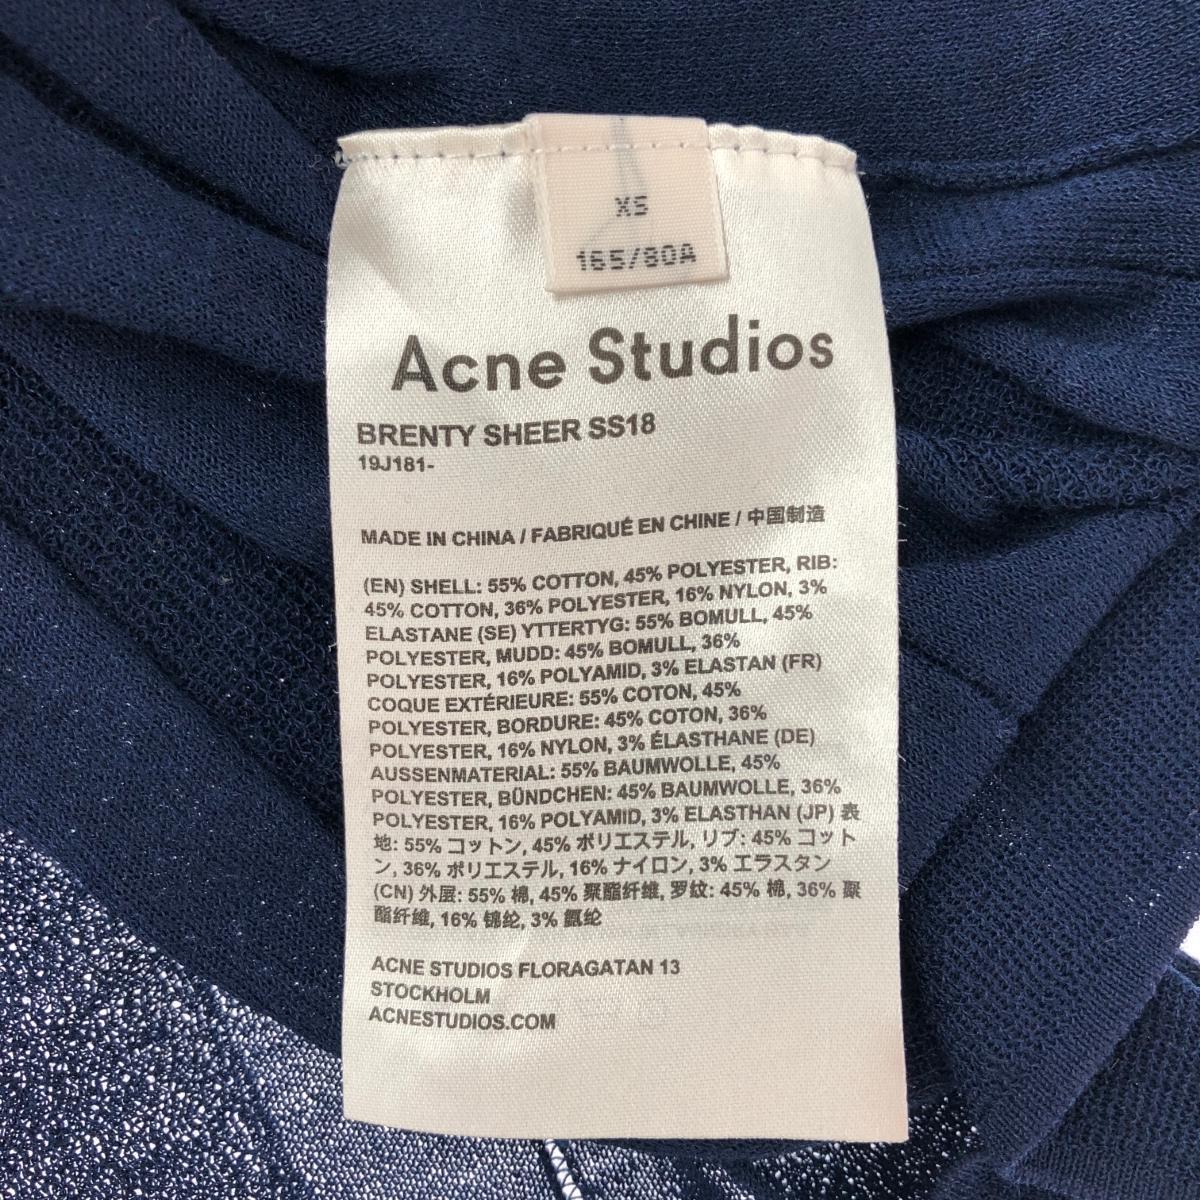 XS
165/80A
Acne Studios
BRENTY SHEER SS18
19J181-
MADE IN CHINA / FABRIQUÉ EN CHINE / 中国制造
(EN) SHELL: 55% COTTON, 45% POLYESTER, RIB:
45% COTTON, 36% POLYESTER, 16% NYLON, 3%
ELASTANE (SE) YTTERTYG: 55% BOMULL, 45%
POLYESTER, MUDD: 45% BOMULL, 36%
POLYESTER, 16% POLYAMID, 3% ELASTAN (FR)
COQUE EXTÉRIEURE: 55% COTON, 45%
POLYESTER, BORDURE: 45% COTON, 36%
POLYESTER, 16% NYLON, 3% ÉLASTHANE (DE)
AUSSENMATERIAL: 55% BAUMWOLLE, 45%
POLYESTER, BÜNDCHEN: 45% BAUMWOLLE, 36%
POLYESTER, 16% POLYAMID, 3% ELASTHAN (JP) 表
地: 55% コットン, 45% ポリエステル, リブ: 45% コット
ン, 36% ポリエステル, 16% ナイロン, 3% エラスタン
(CN) 外层: 55% 棉, 45% 聚酯纤维, 罗纹: 45% 棉, 36% 聚
酯纤维, 16% 锦纶, 3% 氨纶
ACNE STUDIOS FLORAGATAN 13
STOCKHOLM
ACNESTUDIOS.COM